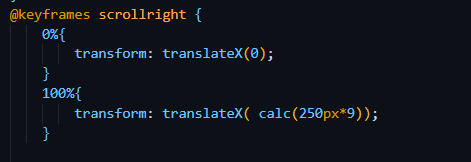 @keyframes scrollright {
0%{
transform: translateX(0);
}
100%{
transform: translateX( calc(250px*9));
}